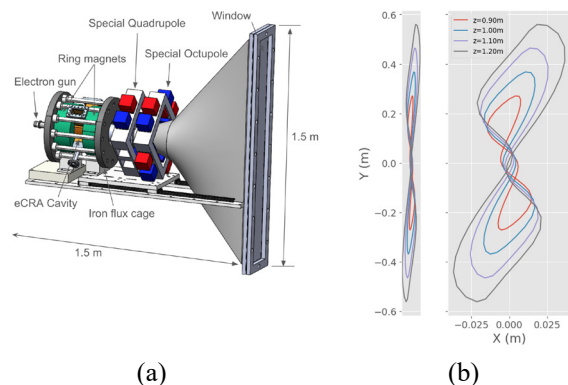 Special Quadrupole
Window
Ring magnets
Special Octupole
Electron gun
1.5 m
eCRA Cavity
Iron flux cage
1.5 m
(a)
z=0.90m
z=1.00m
z=1.10m
z=1.20m
0.6
0.4
0.2
0.0
−0.2
−0.4
−0.6
Y (m)
−0.025 0.000 0.025
X (m)
(b)